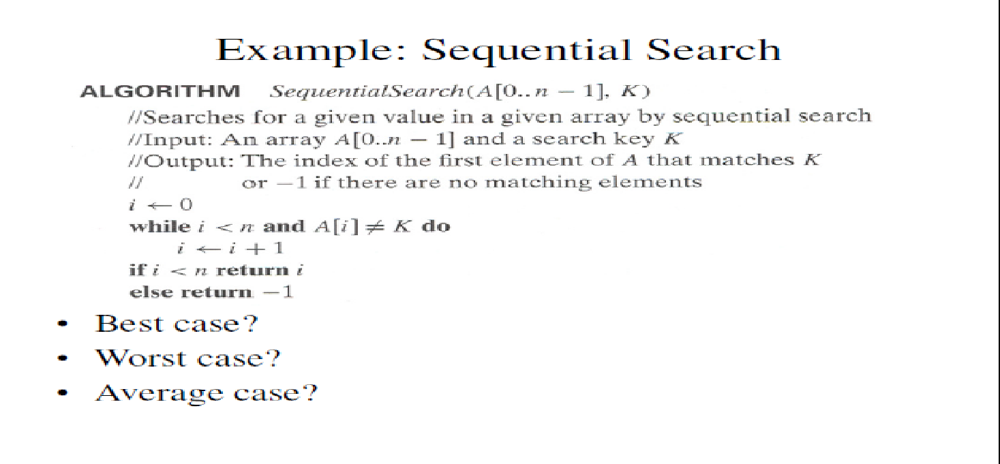 Example: Sequential Search
ALGORITHM SequentialSearch(A[0..n − 1], K)
//Searches for a given value in a given array by sequential search
//Input: An array A[0..n − 1] and a search key K
//Output: The index of the first element of A that matches K
// or −1 if there are no matching elements
i ← 0
while i < n and A[i] ≠ K do
i ← i + 1
if i < n return i
else return −1
• Best case?
• Worst case?
• Average case?